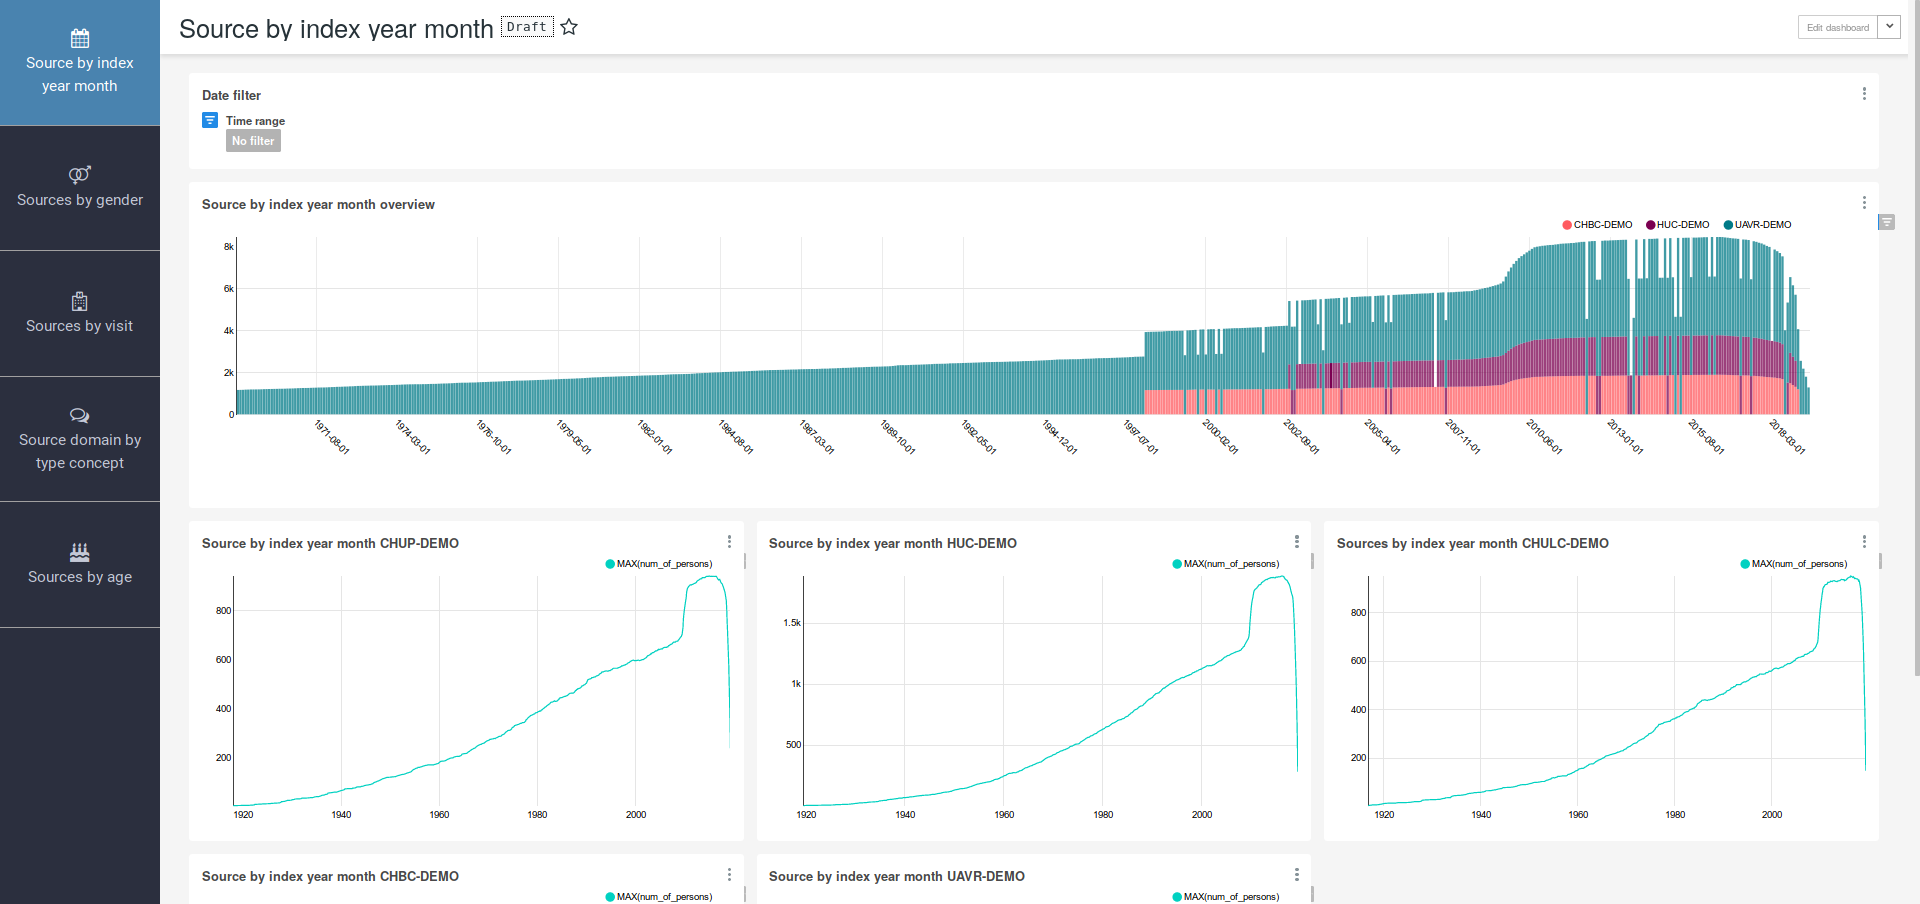 Source by index
year month
Sources by gender
Sources by visit
Source domain by
type concept
Sources by age
Source by index year month Draft
Edit dashboard
Date filter
Time range
No filter
Source by index year month overview
CHBC-DEMO HUC-DEMO UAVR-DEMO
8k
6k
4k
2k
0
1971-08-01 1974-03-01 1976-10-01 1979-05-01 1982-01-01 1984-08-01 1987-03-01 1989-10-01 1992-05-01 1994-12-01 1997-07-01 2000-02-01 2002-09-01 2005-04-01 2007-11-01 2010-06-01 2013-01-01 2015-08-01 2018-03-01
Source by index year month CHUP-DEMO
MAX(num_of_persons)
800
600
400
200
1920 1940 1960 1980 2000
Source by index year month HUC-DEMO
MAX(num_of_persons)
1.5k
1k
500
1920 1940 1960 1980 2000
Sources by index year month CHULC-DEMO
MAX(num_of_persons)
800
600
400
200
1920 1940 1960 1980 2000
Source by index year month CHBC-DEMO
MAX(num_of_persons)
Source by index year month UAVR-DEMO
MAX(num_of_persons)